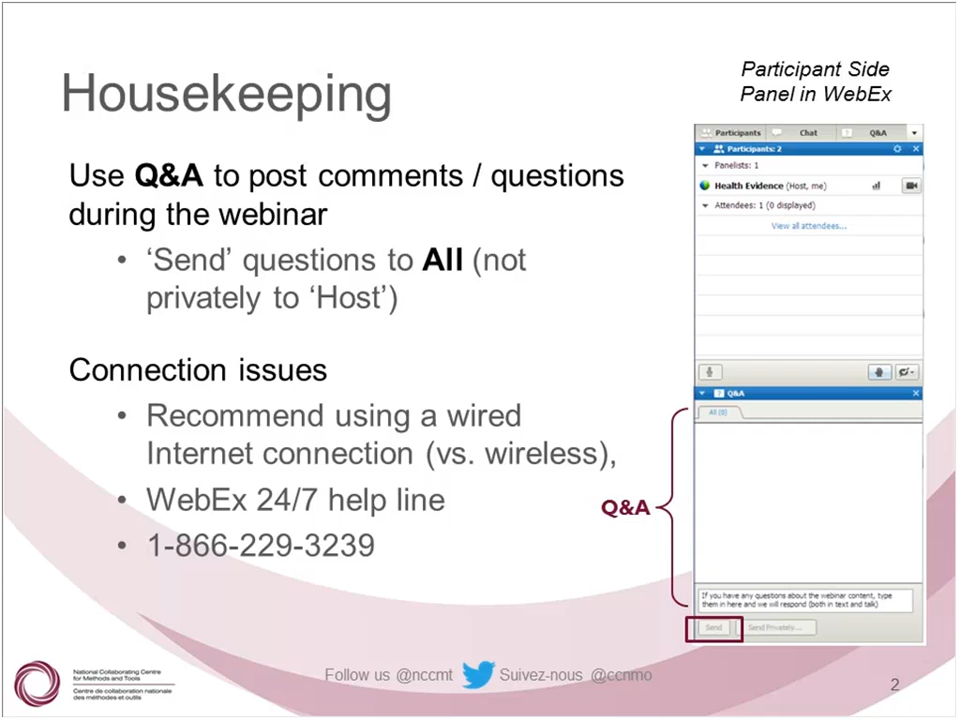 Housekeeping
Participant Side
Panel in WebEx
Use Q&A to post comments / questions
during the webinar
• ‘Send’ questions to All (not
privately to ‘Host’)
Connection issues
• Recommend using a wired
Internet connection (vs. wireless),
• WebEx 24/7 help line
• 1-866-229-3239
Participants Chat Q&A
Participants: 2
Panelists: 1
Health Evidence (Host, me)
Attendees: 1 (0 displayed)
View all attendees...
Q&A
All (0)
Q&A
If you have any questions about the webinar content, type
them in here and we will respond (both in text and talk)
Send Send Privately...
National Collaborating Centre
for Methods and Tools
Centre de collaboration nationale
des méthodes et outils
Follow us @nccmt Suivez-nous @ccnmo
2